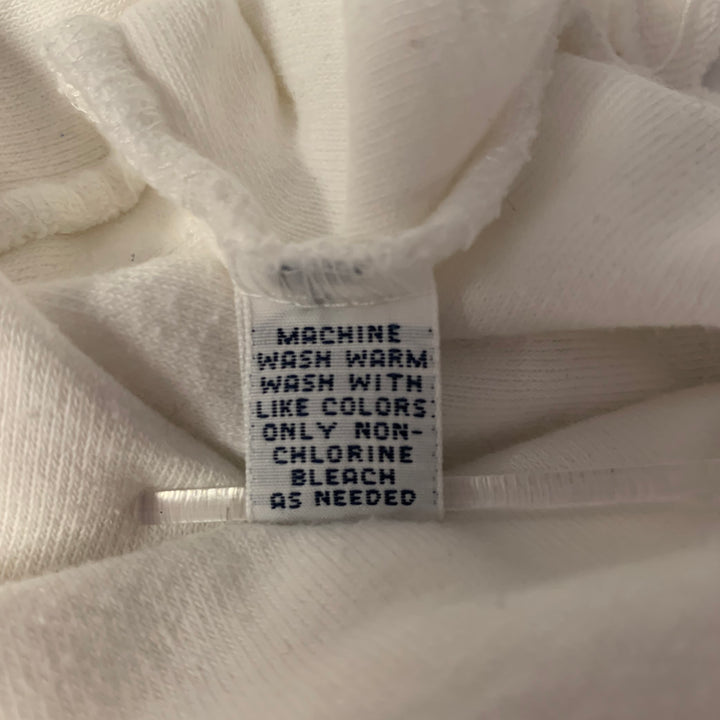 MACHINE
WASH WARM
WASH WITH
LIKE COLORS
ONLY NON-
CHLORINE
BLEACH
AS NEEDED